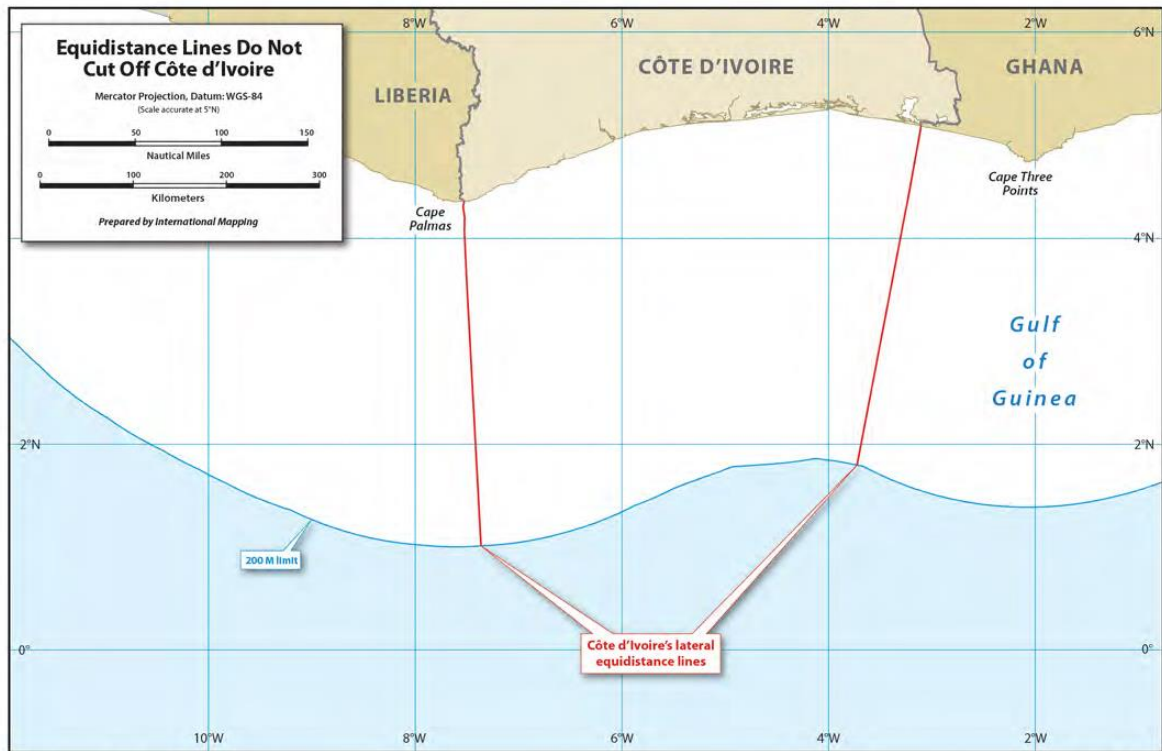 Equidistance Lines Do Not
Cut Off Côte d'Ivoire
Mercator Projection, Datum: WGS-84
(Scale accurate at 5°N)
0 50 100 150
Nautical Miles
0 100 200 300
Kilometers
Prepared by International Mapping
8°W 6°W 4°W 2°W
6°N 6°N
LIBERIA
CÔTE D'IVOIRE
GHANA
Cape
Palmas
Cape Three
Points
4°N 4°N
Gulf
of
Guinea
2°N 2°N
200 M limit
Côte d'Ivoire's lateral
equidistance lines
0° 0°
10°W 8°W 6°W 4°W 2°W